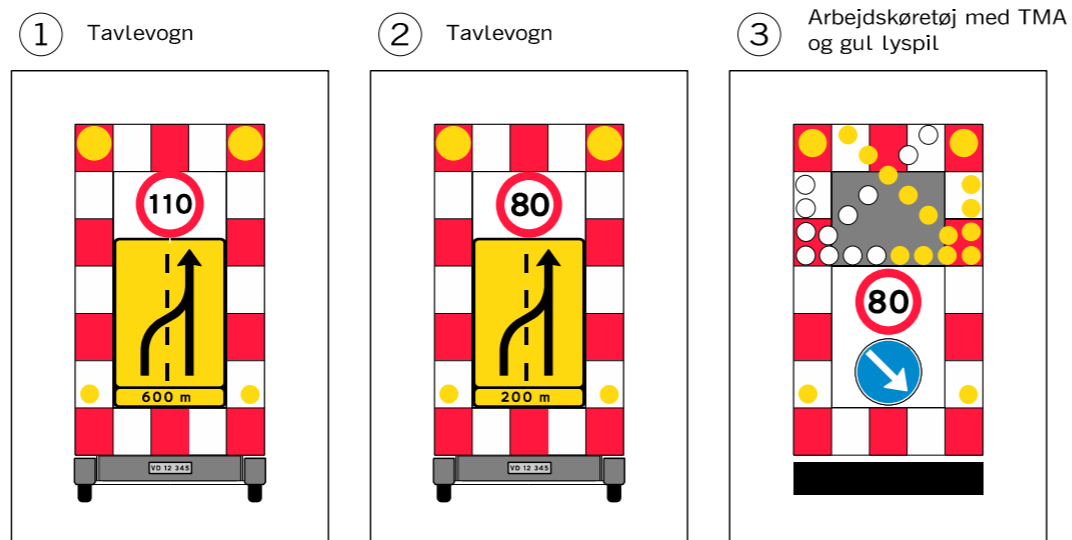 1 Tavlevogn
2 Tavlevogn
3 Arbejdskøretøj med TMA
og gul lyspil
110
600 m
VD 12 345
80
200 m
VD 12 345
80